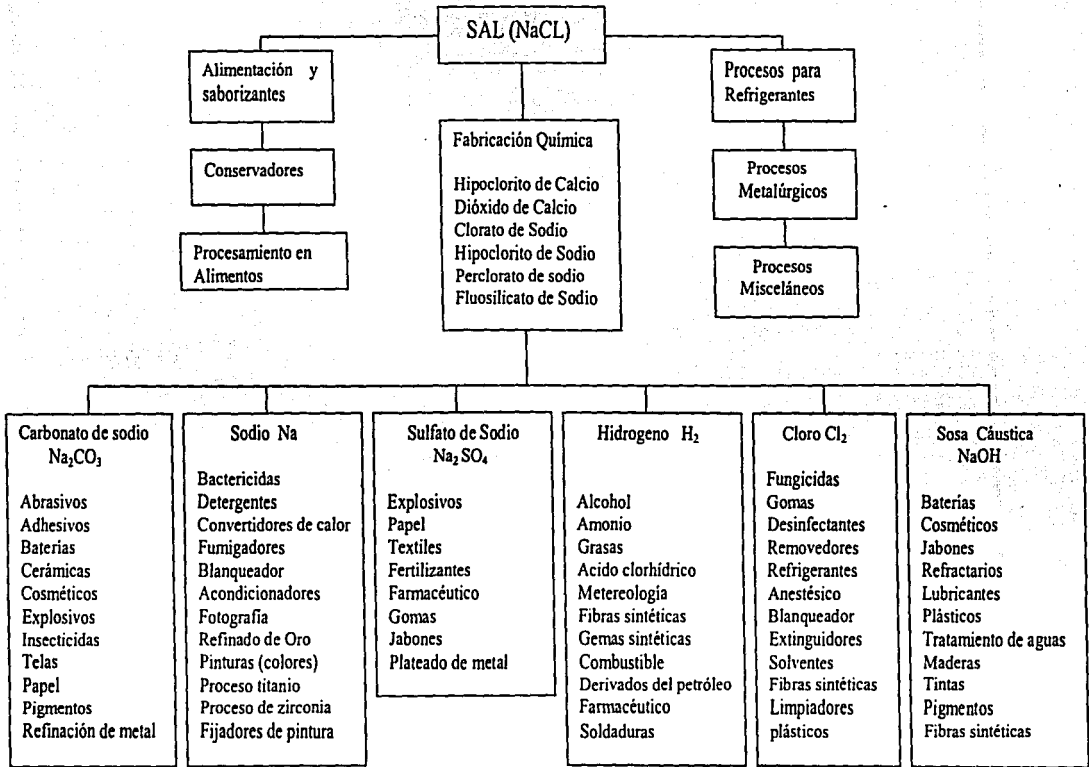 SAL (NaCL)
Alimentación y
saborizantes
Conservadores
Procesamiento en
Alimentos
Fabricación Química
Hipoclorito de Calcio
Dióxido de Calcio
Clorato de Sodio
Hipoclorito de Sodio
Perclorato de sodio
Fluosilicato de Sodio
Procesos para
Refrigerantes
Procesos
Metalúrgicos
Procesos
Misceláneos
Carbonato de sodio
Na₂CO₃
Abrasivos
Adhesivos
Baterías
Cerámicas
Cosméticos
Explosivos
Insecticidas
Telas
Papel
Pigmentos
Refinación de metal
Sodio Na
Bactericidas
Detergentes
Convertidores de calor
Fumigadores
Blanqueador
Acondicionadores
Fotografia
Refinado de Oro
Pinturas (colores)
Proceso titanio
Proceso de zirconia
Fijadores de pintura
Sulfato de Sodio
Na₂SO₄
Explosivos
Papel
Textiles
Fertilizantes
Farmacéutico
Gomas
Jabones
Plateado de metal
Hidrogeno H₂
Alcohol
Amonio
Grasas
Acido clorhídrico
Metereología
Fibras sintéticas
Gemas sintéticas
Combustible
Derivados del petróleo
Farmacéutico
Soldaduras
Cloro Cl₂
Fungicidas
Gomas
Desinfectantes
Removedores
Refrigerantes
Anestésico
Blanqueador
Extinguidores
Solventes
Fibras sintéticas
Limpiadores
plásticos
Sosa Cáustica
NaOH
Baterías
Cosméticos
Jabones
Refractarios
Lubricantes
Plásticos
Tratamiento de aguas
Maderas
Tintas
Pigmentos
Fibras sintéticas